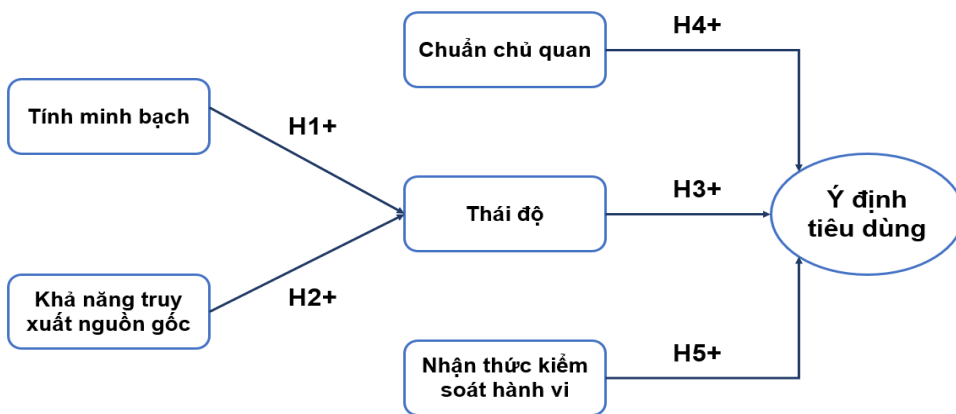 Chuẩn chủ quan
H4+
Tính minh bạch
H1+
Thái độ
H3+
Ý định
tiêu dùng
Khả năng truy
xuất nguồn gốc
H2+
Nhận thức kiểm
soát hành vi
H5+